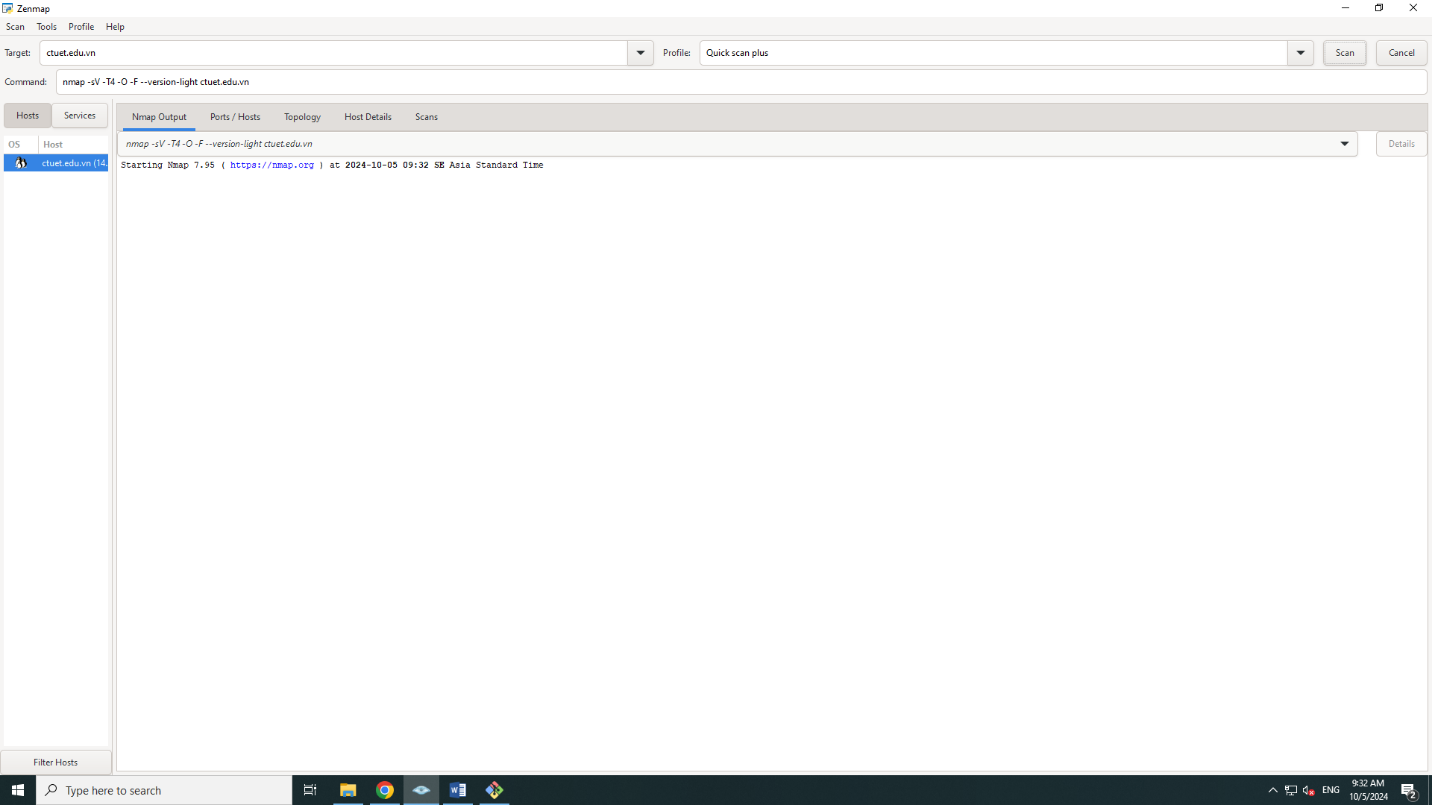 Zenmap
Scan Tools Profile Help
Target: ctuet.edu.vn Profile: Quick scan plus Scan Cancel
Command: nmap -sV -T4 -O -F --version-light ctuet.edu.vn
Hosts Services Nmap Output Ports / Hosts Topology Host Details Scans
OS Host nmap -sV -T4 -O -F --version-light ctuet.edu.vn Details
ctuet.edu.vn (14. Starting Nmap 7.95 ( https://nmap.org ) at 2024-10-05 09:32 SE Asia Standard Time
Filter Hosts
Type here to search ENG 9:32 AM
10/5/2024 2